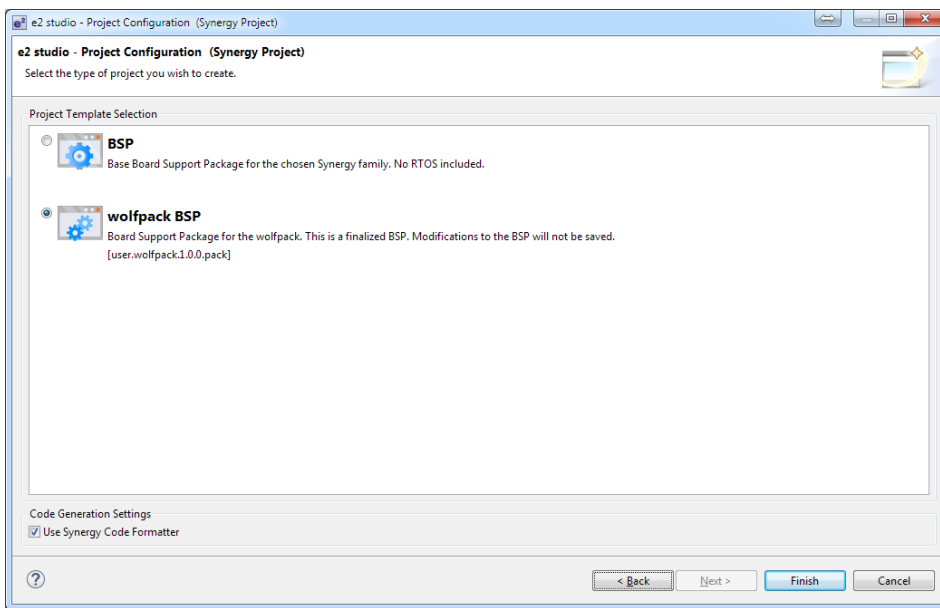 e2 studio - Project Configuration (Synergy Project)
e2 studio - Project Configuration (Synergy Project)
Select the type of project you wish to create.
Project Template Selection
BSP
Base Board Support Package for the chosen Synergy family. No RTOS included.
wolfpack BSP
Board Support Package for the wolfpack. This is a finalized BSP. Modifications to the BSP will not be saved.
[user.wolfpack.1.0.0.pack]
Code Generation Settings
Use Synergy Code Formatter
? < Back Next > Finish Cancel